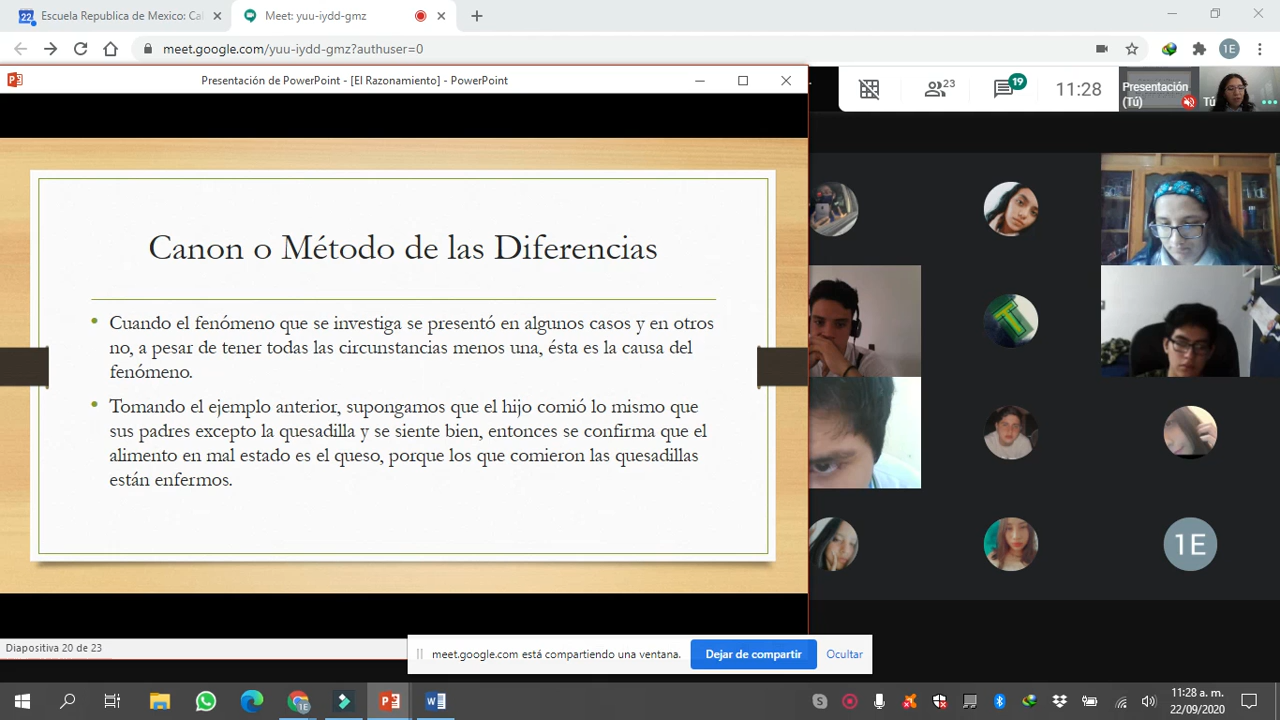 Escuela Republica de Mexico: Cal
Meet: yuu-iydd-gmz
meet.google.com/yuu-iydd-gmz?authuser=0
1E
Presentación de PowerPoint - [El Razonamiento] - PowerPoint
23
19
11:28
Presentación
(Tú)
Tú
Canon o Método de las Diferencias
Cuando el fenómeno que se investiga se presentó en algunos casos y en otros
no, a pesar de tener todas las circunstancias menos una, ésta es la causa del
fenómeno.
Tomando el ejemplo anterior, supongamos que el hijo comió lo mismo que
sus padres excepto la quesadilla y se siente bien, entonces se confirma que el
alimento en mal estado es el queso, porque los que comieron las quesadillas
están enfermos.
T
1E
Diapositiva 20 de 23
meet.google.com está compartiendo una ventana.
Dejar de compartir
Ocultar
11:28 a. m.
22/09/2020